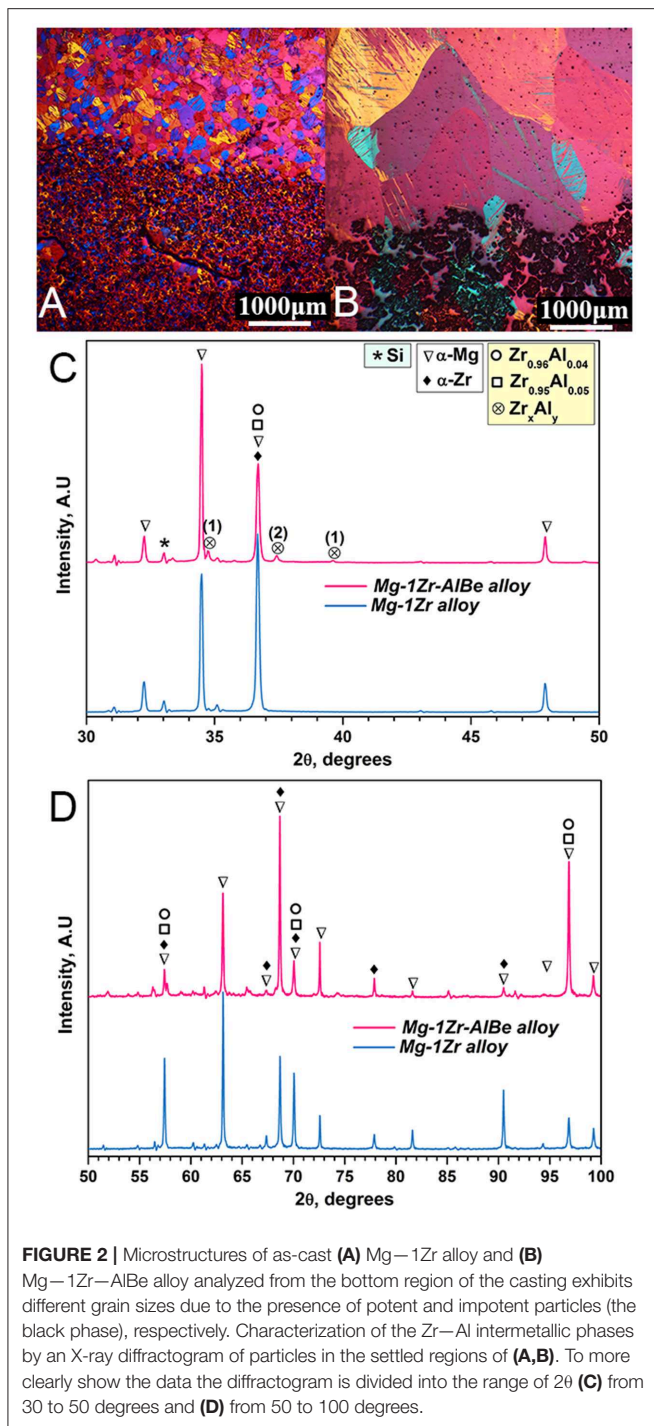 A
1000µm
B
1000µm
C
* Si
▽ α-Mg
♦ α-Zr
○ Zr0.96Al0.04
□ Zr0.95Al0.05
⊗ ZrxAly
(1)
(2)
(1)
Intensity, A.U
Mg-1Zr-AlBe alloy
Mg-1Zr alloy
30 35 40 45 50
2θ, degrees
D
Intensity, A.U
Mg-1Zr-AlBe alloy
Mg-1Zr alloy
50 60 70 80 90 100
2θ, degrees
FIGURE 2 | Microstructures of as-cast (A) Mg—1Zr alloy and (B)
Mg—1Zr—AlBe alloy analyzed from the bottom region of the casting exhibits
different grain sizes due to the presence of potent and impotent particles (the
black phase), respectively. Characterization of the Zr—Al intermetallic phases
by an X-ray diffractogram of particles in the settled regions of (A,B). To more
clearly show the data the diffractogram is divided into the range of 2θ (C) from
30 to 50 degrees and (D) from 50 to 100 degrees.